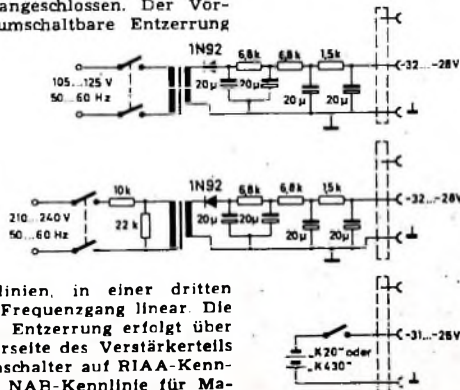 angeschlossen. Der Vor-
umschaltbare Entzerrung
1N92
6,8k
6,8k
1,5k
-32...-28V
105...125 V
50...60 Hz
20µ
20µ
20µ
20µ
1N92
6,8k
6,8k
1,5k
10k
22k
-32...-28V
210...240 V
50...60 Hz
20µ
20µ
20µ
20µ
linien, in einer dritten
Frequenzgang linear. Die
Entzerrung erfolgt über
erseite des Verstärkerteils
nschalter auf RIAA-Kenn-
NAB-Kennlinie für Ma-
-31...-25V
„K20" oder
„K430"